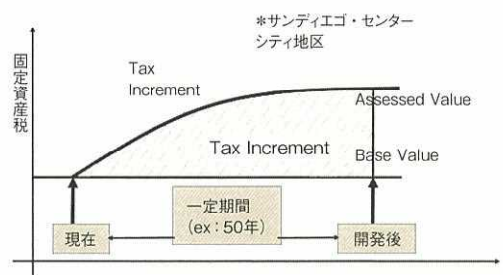 *サンディエゴ・センター
シティ地区
固定資産税
Tax
Increment
Assessed Value
Tax Increment
Base Value
一定期間
(ex:50年)
現在
開発後